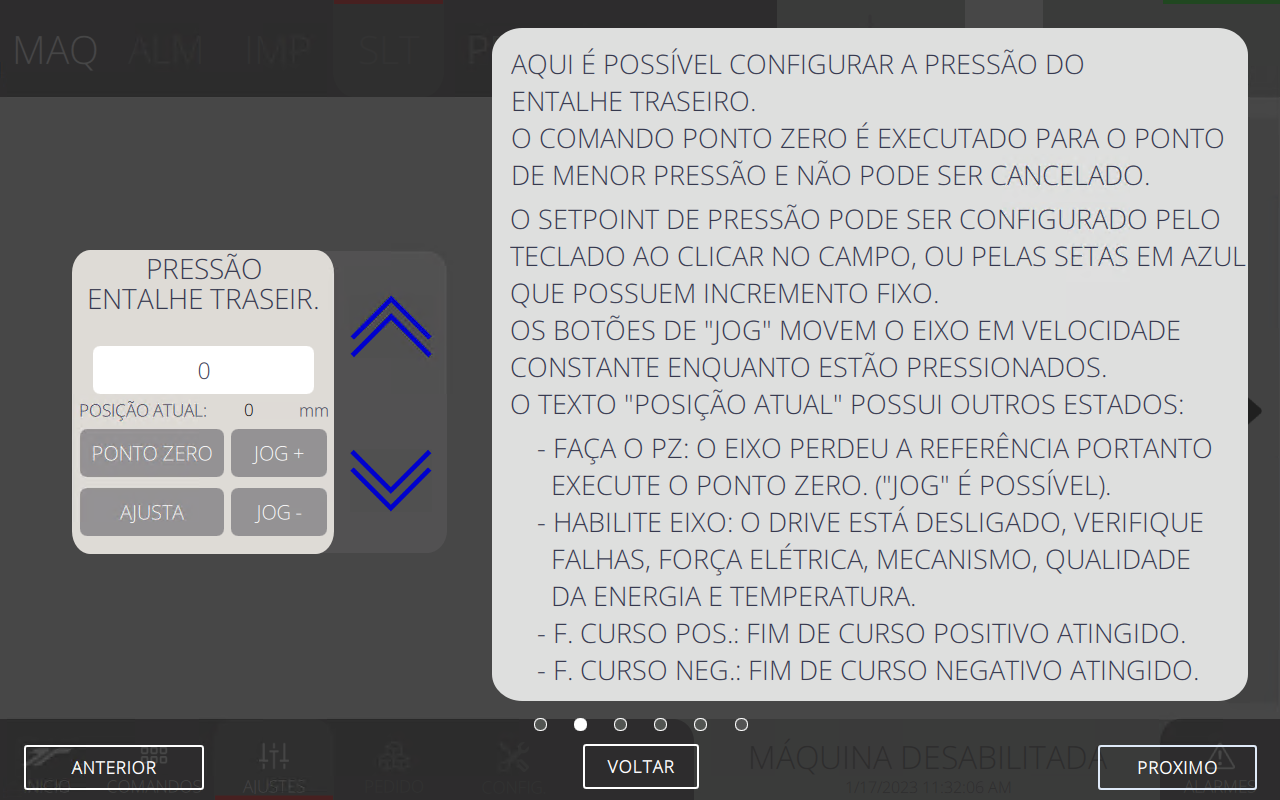 MAQ ALM IMP SLT
AQUI É POSSÍVEL CONFIGURAR A PRESSÃO DO
ENTALHE TRASEIRO.
O COMANDO PONTO ZERO É EXECUTADO PARA O PONTO
DE MENOR PRESSÃO E NÃO PODE SER CANCELADO.
O SETPOINT DE PRESSÃO PODE SER CONFIGURADO PELO
TECLADO AO CLICAR NO CAMPO, OU PELAS SETAS EM AZUL
QUE POSSUEM INCREMENTO FIXO.
OS BOTÕES DE "JOG" MOVEM O EIXO EM VELOCIDADE
CONSTANTE ENQUANTO ESTÃO PRESSIONADOS.
O TEXTO "POSIÇÃO ATUAL" POSSUI OUTROS ESTADOS:
- FAÇA O PZ: O EIXO PERDEU A REFERÊNCIA PORTANTO
EXECUTE O PONTO ZERO. ("JOG" É POSSÍVEL).
- HABILITE EIXO: O DRIVE ESTÁ DESLIGADO, VERIFIQUE
FALHAS, FORÇA ELÉTRICA, MECANISMO, QUALIDADE
DA ENERGIA E TEMPERATURA.
- F. CURSO POS.: FIM DE CURSO POSITIVO ATINGIDO.
- F. CURSO NEG.: FIM DE CURSO NEGATIVO ATINGIDO.
PRESSÃO
ENTALHE TRASEIR.
0
POSIÇÃO ATUAL: 0 mm
PONTO ZERO JOG +
AJUSTA JOG -
ANTERIOR VOLTAR PROXIMO
MÁQUINA DESABILITADA
INICIO COMANDOS AJUSTES PEDIDO CONFIG 1/17/2023 11:32:06 AM ALARMES